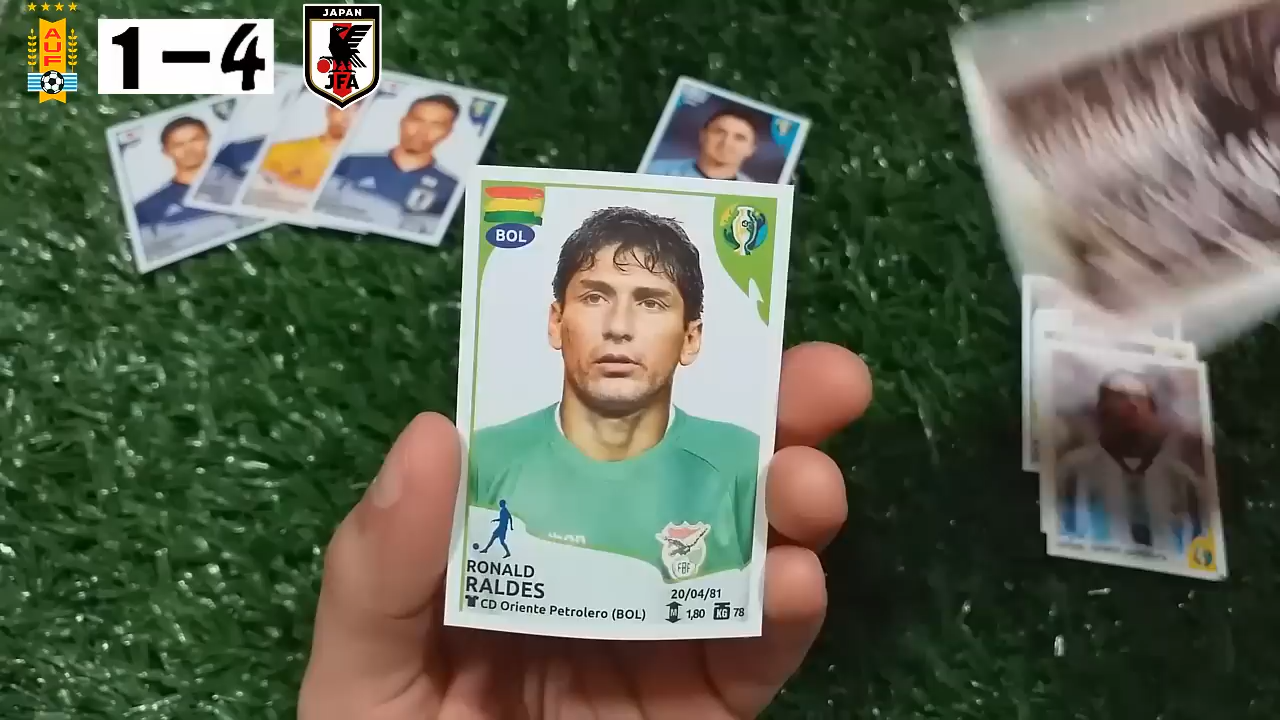 AUF
1-4
JAPAN
JFA
BOL
FBF
RONALD
RALDES
20/04/81
CD Oriente Petrolero (BOL)
M 1,80 KG 78